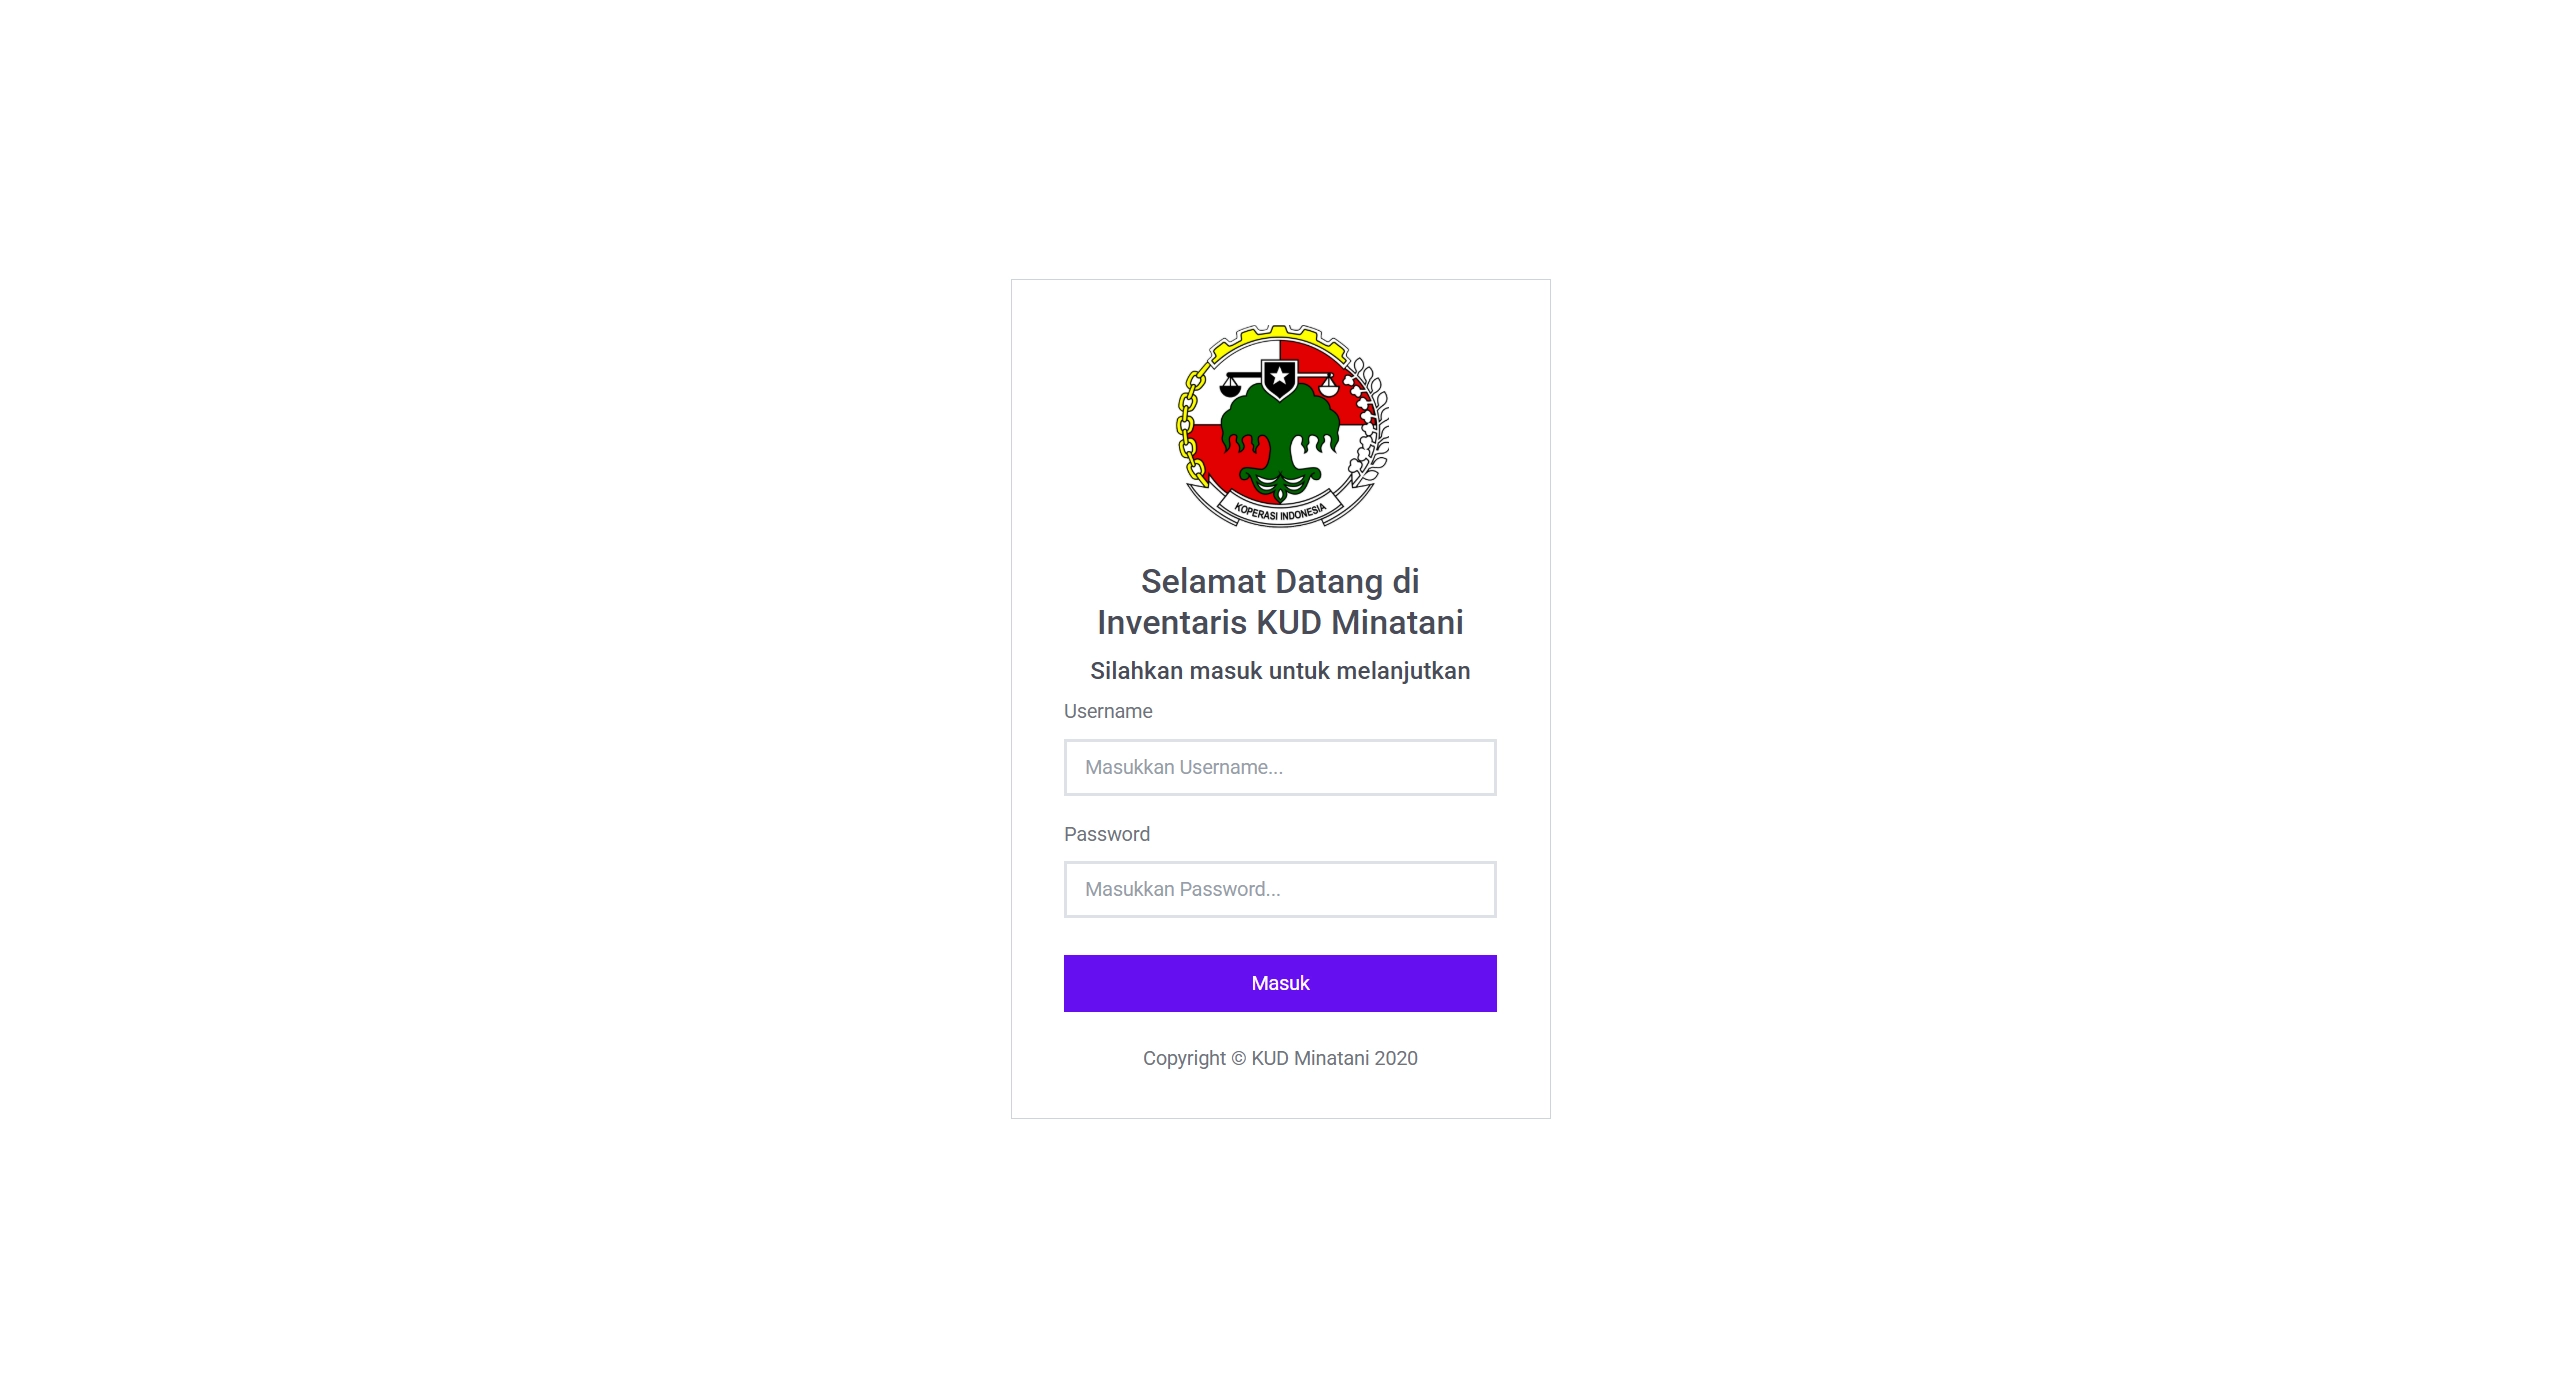 KOPERASI INDONESIA
Selamat Datang di
Inventaris KUD Minatani
Silahkan masuk untuk melanjutkan
Username
Masukkan Username...
Password
Masukkan Password...
Masuk
Copyright © KUD Minatani 2020